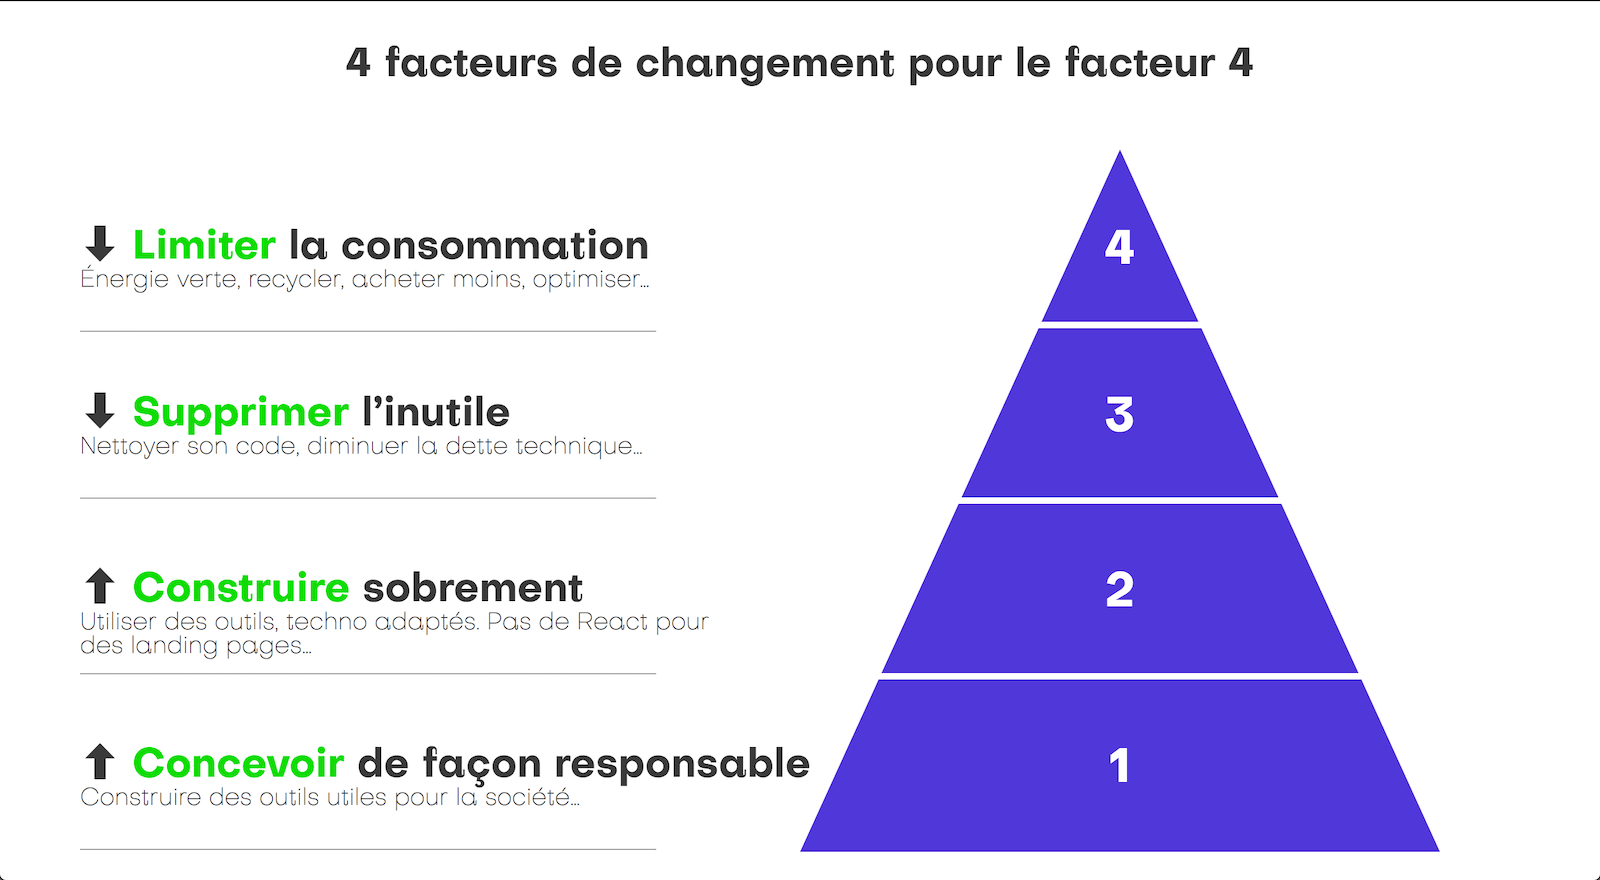 4 facteurs de changement pour le facteur 4
⬇ Limiter la consommation
Énergie verte, recycler, acheter moins, optimiser...
4
⬇ Supprimer l’inutile
Nettoyer son code, diminuer la dette technique...
3
⬆ Construire sobrement
Utiliser des outils, techno adaptés. Pas de React pour
des landing pages...
2
⬆ Concevoir de façon responsable
Construire des outils utiles pour la société...
1